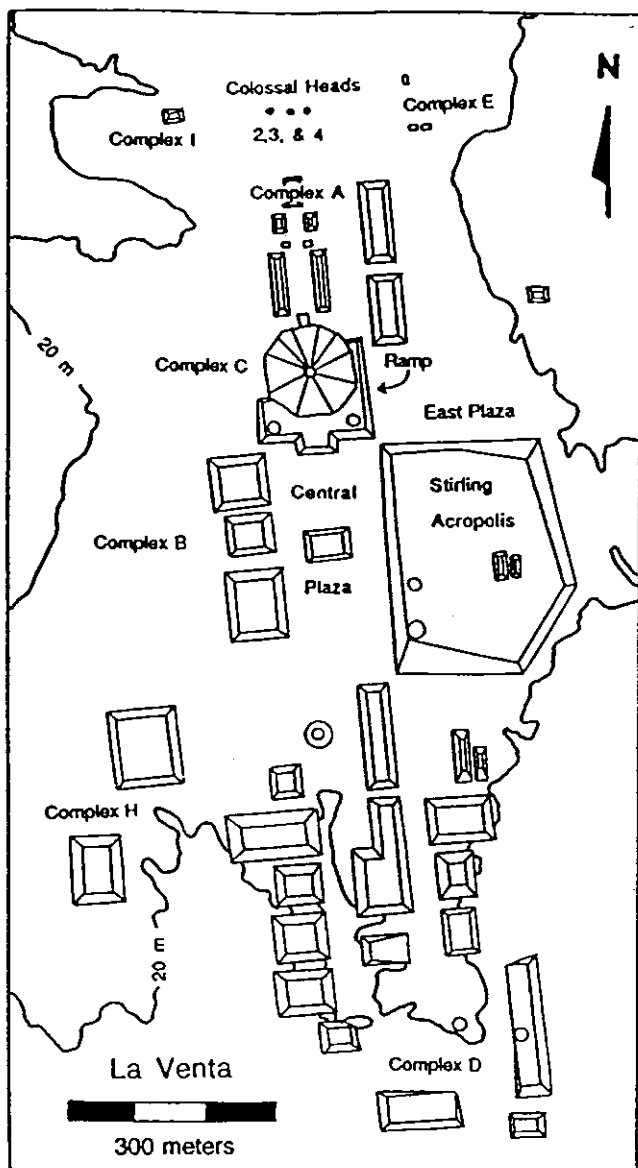 N
Colossal Heads
2,3, & 4
Complex E
Complex I
Complex A
20 m
Complex C
Ramp
East Plaza
Central
Plaza
Stirling
Acropolis
Complex B
Complex H
20 m
Complex D
La Venta
300 meters